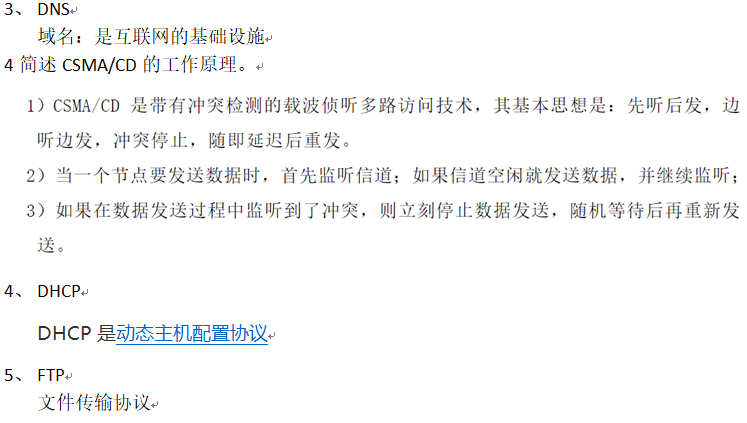 3、 DNS
域名：是互联网的基础设施
4 简述 CSMA/CD 的工作原理。
1）CSMA/CD 是带有冲突检测的载波侦听多路访问技术，其基本思想是：先听后发，边
听边发，冲突停止，随即延迟后重发。
2）当一个节点要发送数据时，首先监听信道；如果信道空闲就发送数据，并继续监听；
3）如果在数据发送过程中监听到了冲突，则立刻停止数据发送，随机等待后再重新发
送。
4、 DHCP
DHCP 是动态主机配置协议
5、 FTP
文件传输协议